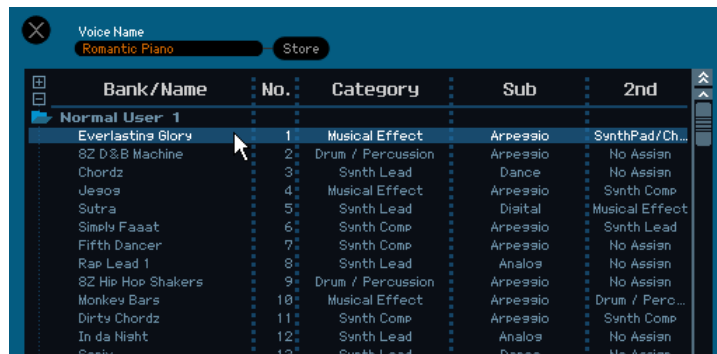 Voice Name
Romantic Piano Store
Bank/Name No. Category Sub 2nd
Normal User 1
Everlasting Glory 1 Musical Effect Arpeggio SynthPad/Ch...
8Z D&B Machine 2 Drum / Percussion Arpeggio No Assign
Chordz 3 Synth Lead Dance No Assign
Jegog 4 Musical Effect Arpeggio Synth Comp
Sutra 5 Synth Lead Digital Musical Effect
Simply Faaat 6 Synth Comp Arpeggio Synth Lead
Fifth Dancer 7 Synth Comp Arpeggio No Assign
Rap Lead 1 8 Synth Lead Analog No Assign
8Z Hip Hop Shakers 9 Drum / Percussion Arpeggio No Assign
Monkey Bars 10 Musical Effect Arpeggio Drum / Perc...
Dirty Chordz 11 Synth Comp Arpeggio Synth Comp
In da Night 12 Synth Lead Analog No Assign